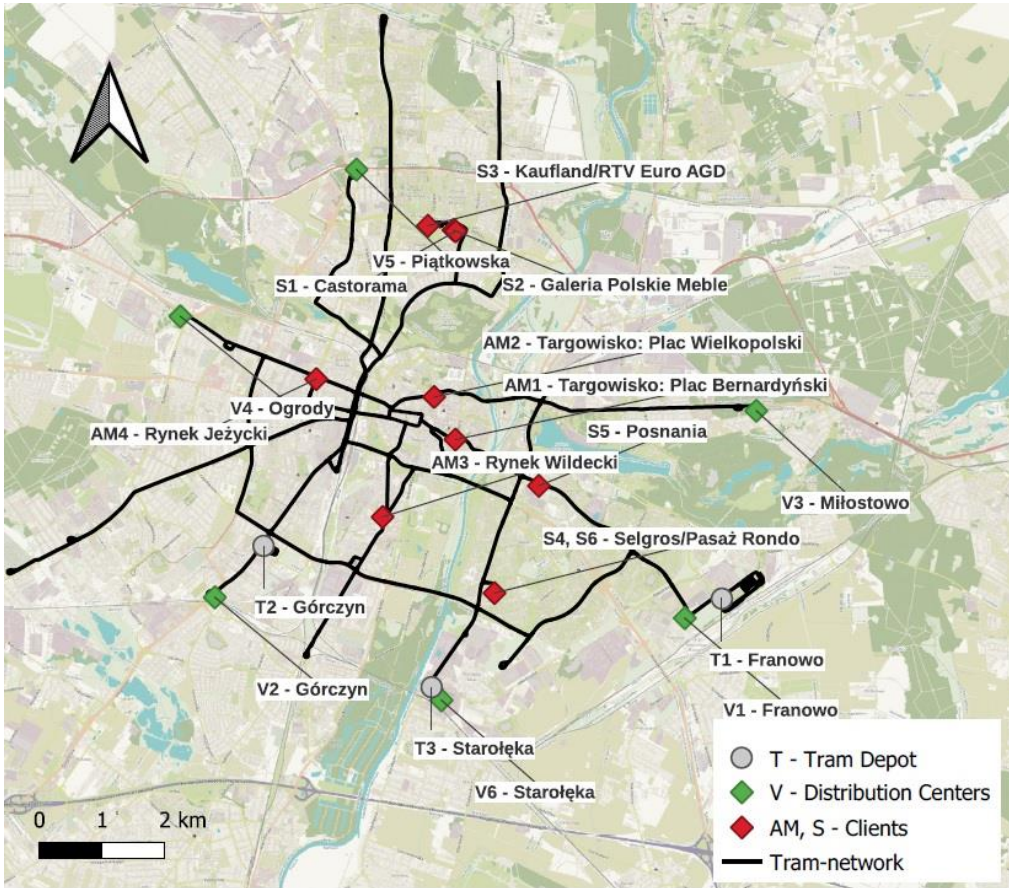 S3 - Kaufland/RTV Euro AGD
V5 - Piątkowska
S1 - Castorama
S2 - Galeria Polskie Meble
AM2 - Targowisko: Plac Wielkopolski
AM1 - Targowisko: Plac Bernardyński
V4 - Ogrody
AM4 - Rynek Jeżycki
S5 - Posnania
AM3 - Rynek Wildecki
V3 - Miłostowo
S4, S6 - Selgros/Pasaż Rondo
T2 - Górczyn
T1 - Franowo
V2 - Górczyn
V1 - Franowo
T3 - Starołęka
V6 - Starołęka
T - Tram Depot
V - Distribution Centers
AM, S - Clients
Tram-network
0 1 2 km